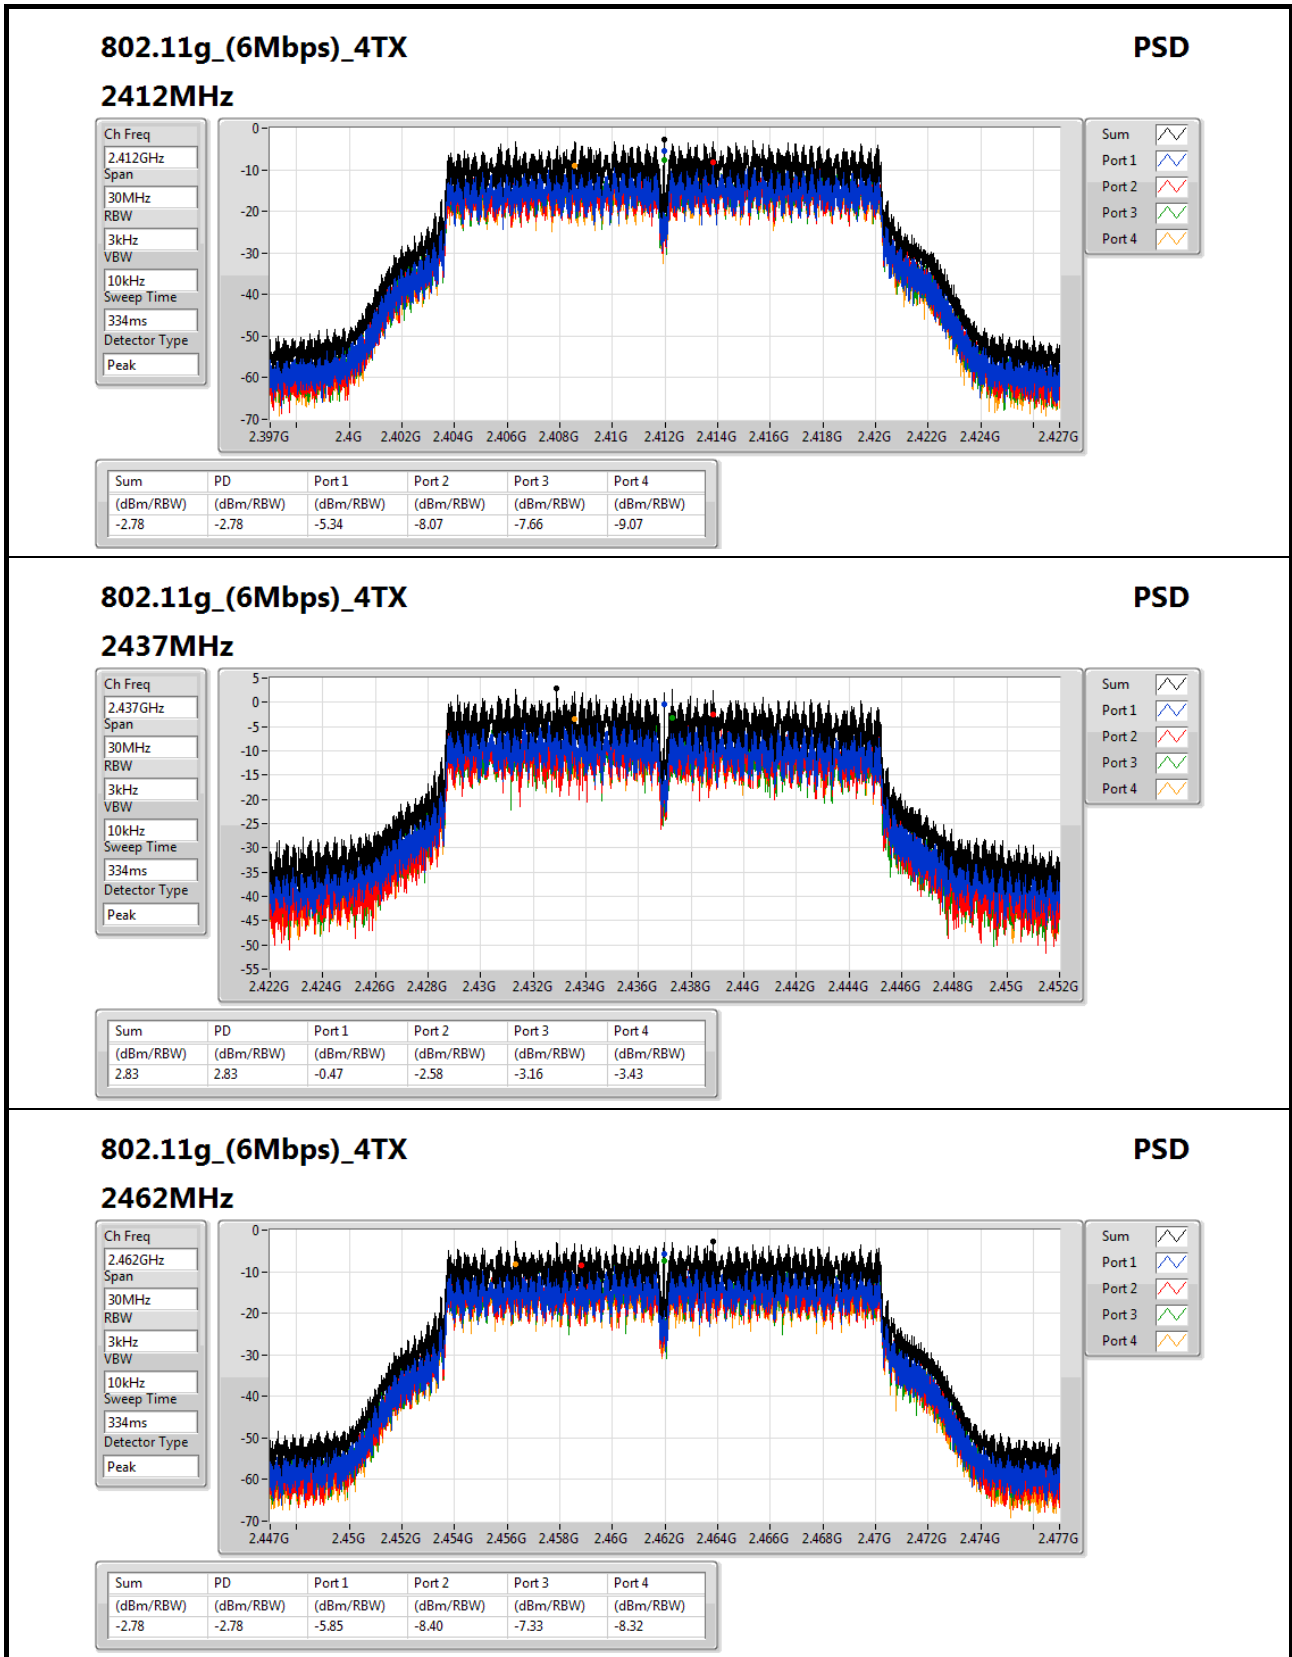 802.11g_(6Mbps)_4TX PSD
2412MHz
Ch Freq
2.412GHz
Span
30MHz
RBW
3kHz
VBW
10kHz
Sweep Time
334ms
Detector Type
Peak
0
-10
-20
-30
-40
-50
-60
-70
2.397G 2.4G 2.402G 2.404G 2.406G 2.408G 2.41G 2.412G 2.414G 2.416G 2.418G 2.42G 2.422G 2.424G 2.427G
Sum
Port 1
Port 2
Port 3
Port 4
Sum PD Port 1 Port 2 Port 3 Port 4
(dBm/RBW) (dBm/RBW) (dBm/RBW) (dBm/RBW) (dBm/RBW) (dBm/RBW)
-2.78 -2.78 -5.34 -8.07 -7.66 -9.07
802.11g_(6Mbps)_4TX PSD
2437MHz
Ch Freq
2.437GHz
Span
30MHz
RBW
3kHz
VBW
10kHz
Sweep Time
334ms
Detector Type
Peak
5
0
-5
-10
-15
-20
-25
-30
-35
-40
-45
-50
-55
2.422G 2.424G 2.426G 2.428G 2.43G 2.432G 2.434G 2.436G 2.438G 2.44G 2.442G 2.444G 2.446G 2.448G 2.45G 2.452G
Sum
Port 1
Port 2
Port 3
Port 4
Sum PD Port 1 Port 2 Port 3 Port 4
(dBm/RBW) (dBm/RBW) (dBm/RBW) (dBm/RBW) (dBm/RBW) (dBm/RBW)
2.83 2.83 -0.47 -2.58 -3.16 -3.43
802.11g_(6Mbps)_4TX PSD
2462MHz
Ch Freq
2.462GHz
Span
30MHz
RBW
3kHz
VBW
10kHz
Sweep Time
334ms
Detector Type
Peak
0
-10
-20
-30
-40
-50
-60
-70
2.447G 2.45G 2.452G 2.454G 2.456G 2.458G 2.46G 2.462G 2.464G 2.466G 2.468G 2.47G 2.472G 2.474G 2.477G
Sum
Port 1
Port 2
Port 3
Port 4
Sum PD Port 1 Port 2 Port 3 Port 4
(dBm/RBW) (dBm/RBW) (dBm/RBW) (dBm/RBW) (dBm/RBW) (dBm/RBW)
-2.78 -2.78 -5.85 -8.40 -7.33 -8.32